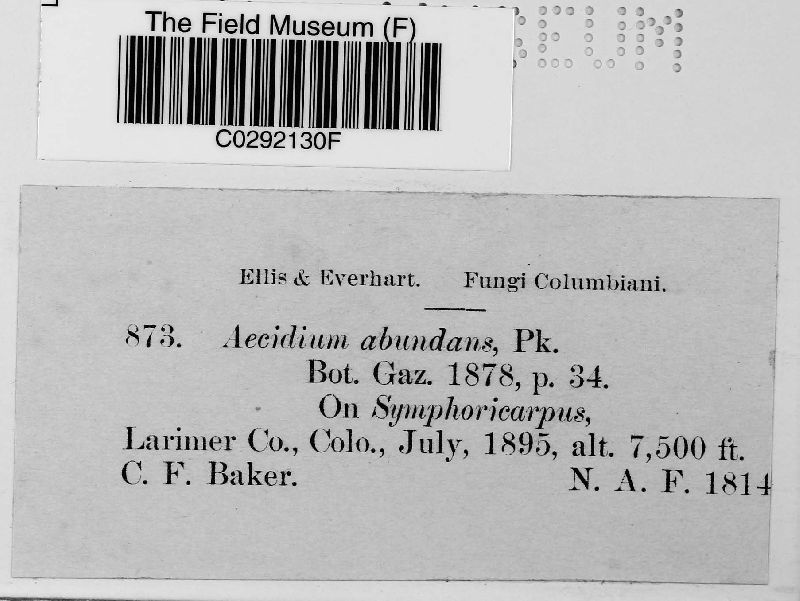 The Field Museum (F)
C0292130F
EUM
Ellis & Everhart. Fungi Columbiani.
873. Aecidium abundans, Pk.
Bot. Gaz. 1878, p. 34.
On Symphoricarpus,
Larimer Co., Colo., July, 1895, alt. 7,500 ft.
C. F. Baker. N. A. F. 1814